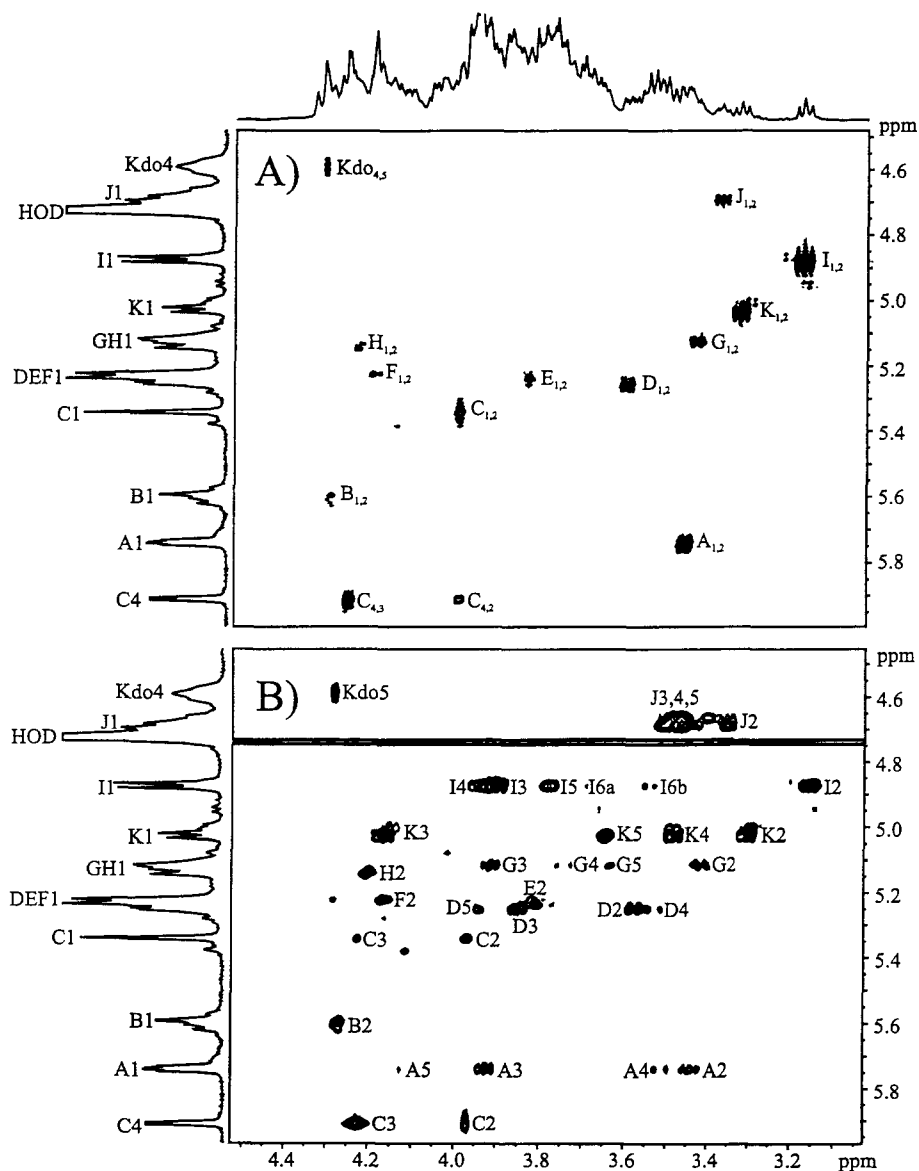 ppm
A)
Kdo4
Kdo4,5
4.6
J1
J1,2
HOD
4.8
I1
I1,2
5.0
K1
K1,2
GH1
H1,2
G1,2
5.2
DEF1
F1,2
E1,2
D1,2
C1
C1,2
5.4
B1
B1,2
5.6
A1
A1,2
5.8
C4
C4,3
C4,2
ppm
B)
Kdo4
Kdo5
J3,4,5
4.6
J1
J2
HOD
4.8
I1
I4
I3
I5
I6a
I6b
I2
K1
K3
K5
K4
K2
5.0
GH1
H2
G3
G4
G5
G2
5.2
DEF1
F2
D5
E2
D3
D2
D4
C1
C3
C2
5.4
B1
B2
5.6
A1
A5
A3
A4
A2
5.8
C4
C3
C2
4.4
4.2
4.0
3.8
3.6
3.4
3.2
ppm